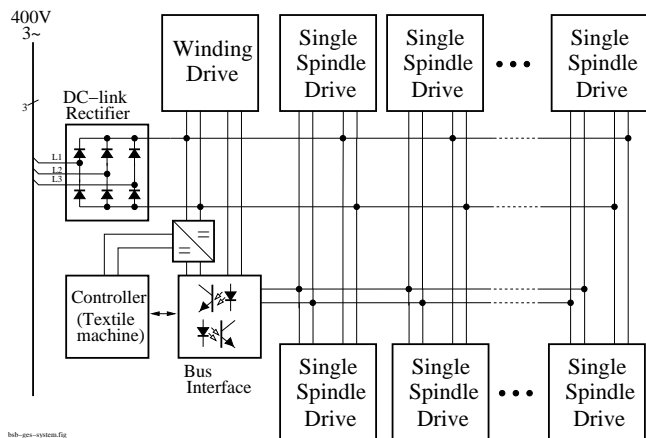 400V
3~
3
DC-link
Rectifier
L1
L2
L3
Winding
Drive
Single
Spindle
Drive
Single
Spindle
Drive
Single
Spindle
Drive
Controller
(Textile
machine)
Bus
Interface
Single
Spindle
Drive
Single
Spindle
Drive
Single
Spindle
Drive
bsb-ges-system.fig